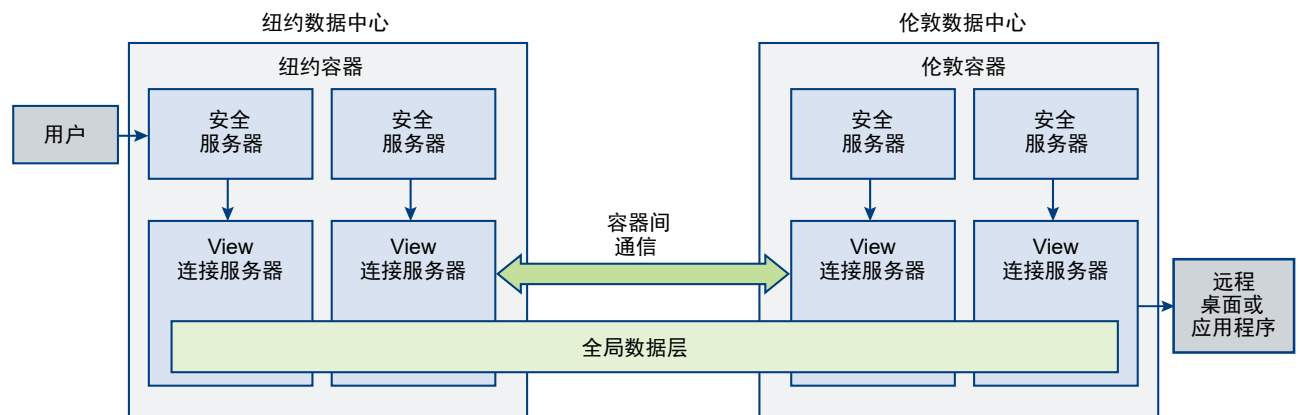 纽约数据中心
伦敦数据中心
纽约容器
伦敦容器
用户
安全
服务器
安全
服务器
安全
服务器
安全
服务器
View
连接服务器
View
连接服务器
容器间
通信
View
连接服务器
View
连接服务器
远程
桌面或
应用程序
全局数据层